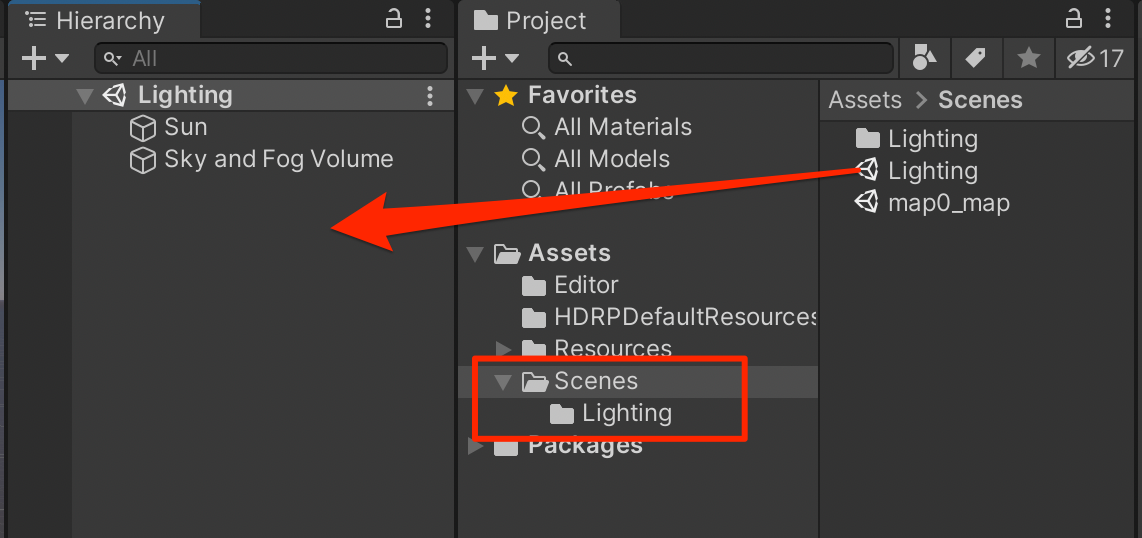 Hierarchy
All
Lighting
Sun
Sky and Fog Volume
Project
17
Favorites
All Materials
All Models
All Prefabs
Assets
Editor
HDRPDefaultResources
Resources
Scenes
Lighting
Packages
Assets > Scenes
Lighting
Lighting
map0_map